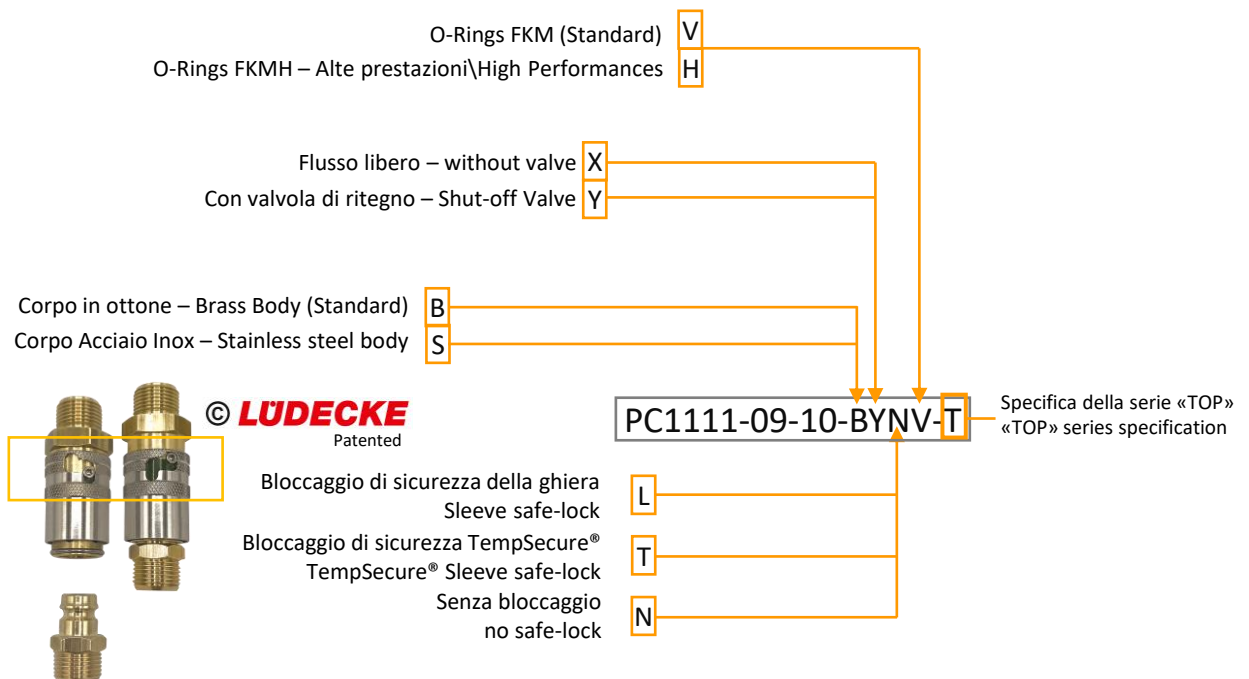 O-Rings FKM (Standard) V
O-Rings FKMH – Alte prestazioni\High Performances H
Flusso libero – without valve X
Con valvola di ritegno – Shut-off Valve Y
Corpo in ottone – Brass Body (Standard) B
Corpo Acciaio Inox – Stainless steel body S
© LÜDECKE
Patented
PC1111-09-10-BYNV-T
Specifica della serie «TOP»
«TOP» series specification
Bloccaggio di sicurezza della ghiera
Sleeve safe-lock
L
Bloccaggio di sicurezza TempSecure®
TempSecure® Sleeve safe-lock
T
Senza bloccaggio
no safe-lock
N